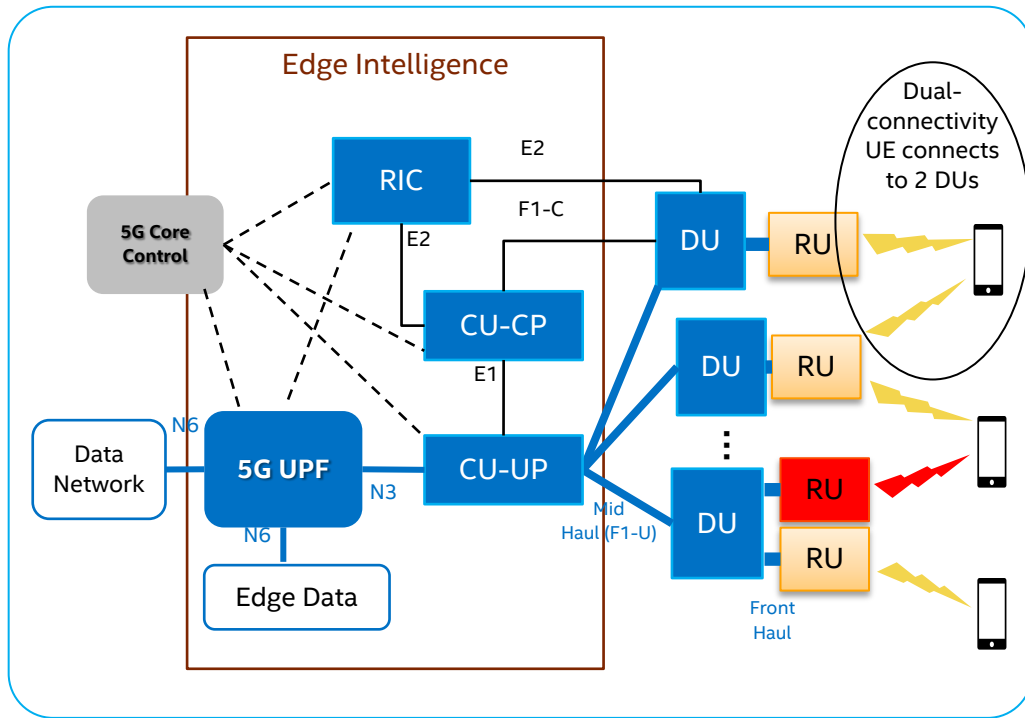 Edge Intelligence
Dual-
connectivity
UE connects
to 2 DUs
E2
RIC
F1-C
5G Core
Control
E2
DU
RU
CU-CP
E1
DU
RU
N6
Data
Network
5G UPF
N3
CU-UP
⋮
RU
Mid
Haul (F1-U)
DU
N6
RU
Edge Data
Front
Haul